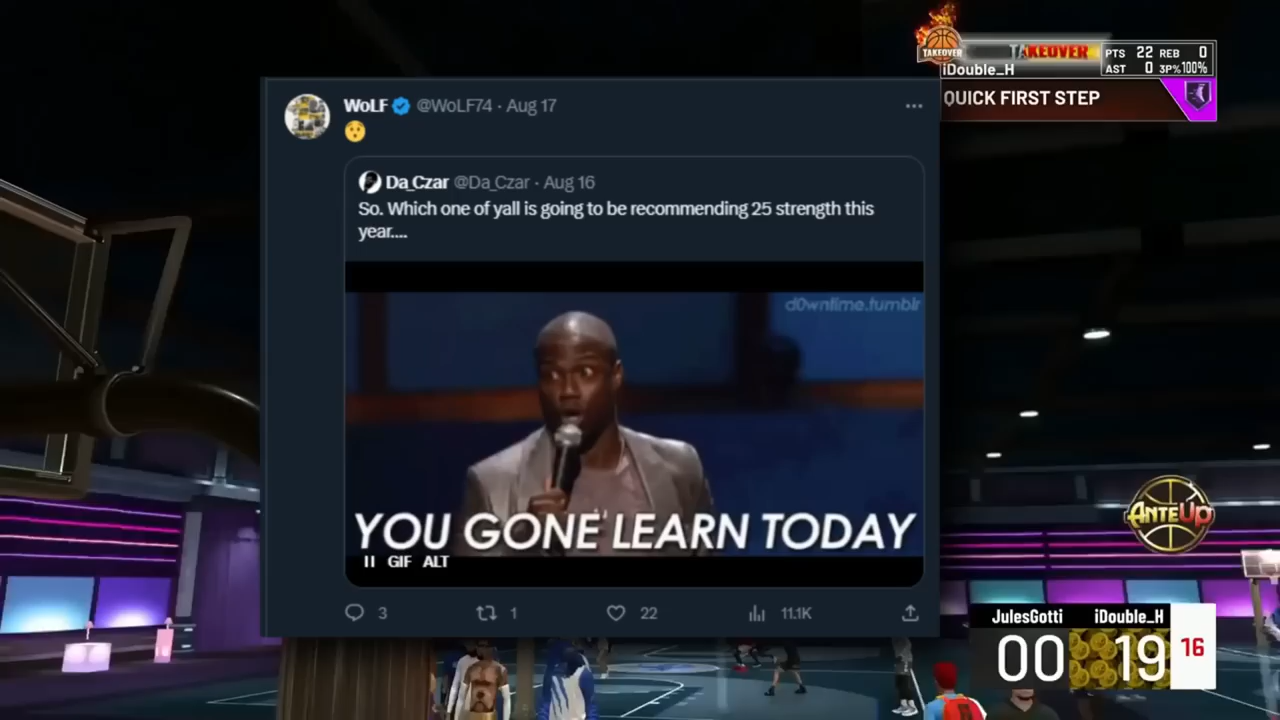 TAKEOVER
TAKEOVER
PTS 22 REB 0
iDouble_H
AST 0 3P% 100%
QUICK FIRST STEP
WoLF @WoLF74 · Aug 17
😯
Da_Czar @Da_Czar · Aug 16
So. Which one of yall is going to be recommending 25 strength this
year....
d0wntime.tumblr
YOU GONE LEARN TODAY
GIF ALT
3 1 22 11.1K
ANTEUP
JulesGotti iDouble_H
00 19 16